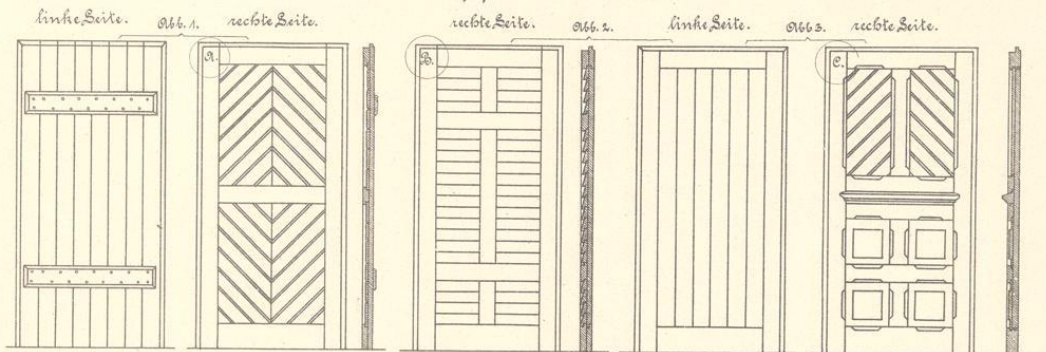 linke Seite. Abb. 1. rechte Seite. rechte Seite. Abb. 2. linke Seite. Abb. 3. rechte Seite.
A. B. C.